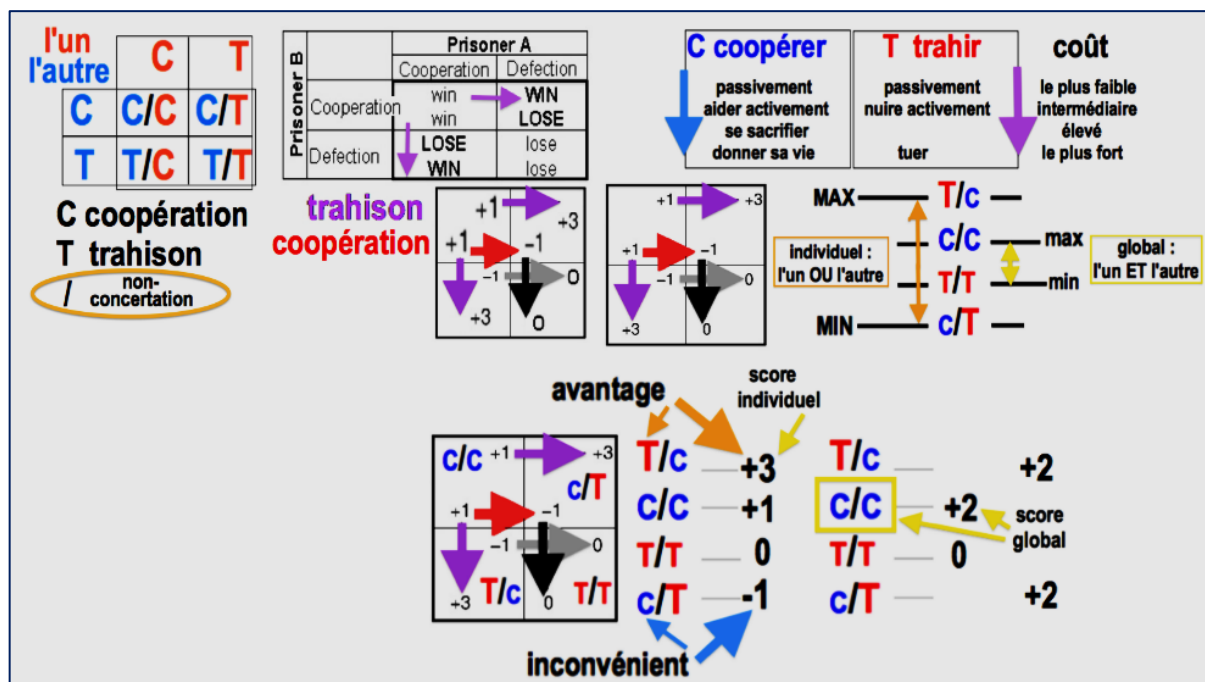 l'un
l'autre
C T
C C/C C/T
T T/C T/T
C coopération
T trahison
/ non-
concertation
Prisoner A
Prisoner B
Cooperation Defection
Cooperation
win WIN
win LOSE
Defection
LOSE lose
WIN lose
C coopérer
passivement
aider activement
se sacrifier
donner sa vie
T trahir
passivement
nuire activement
tuer
coût
le plus faible
intermédiaire
élevé
le plus fort
trahison
coopération
+1 +3
+1 -1
-1 0
+3 0
+1 +3
+1 -1
-1 0
+3 0
individuel :
l'un OU l'autre
MAX T/c
C/C max
T/T min
MIN c/T
global :
l'un ET l'autre
avantage
score
individuel
C/C +1 +3
c/T
+1 -1
-1 0
+3 T/c 0 T/T
T/c +3
C/C +1
T/T 0
c/T -1
inconvénient
T/c +2
C/C +2
T/T 0
c/T +2
score
global